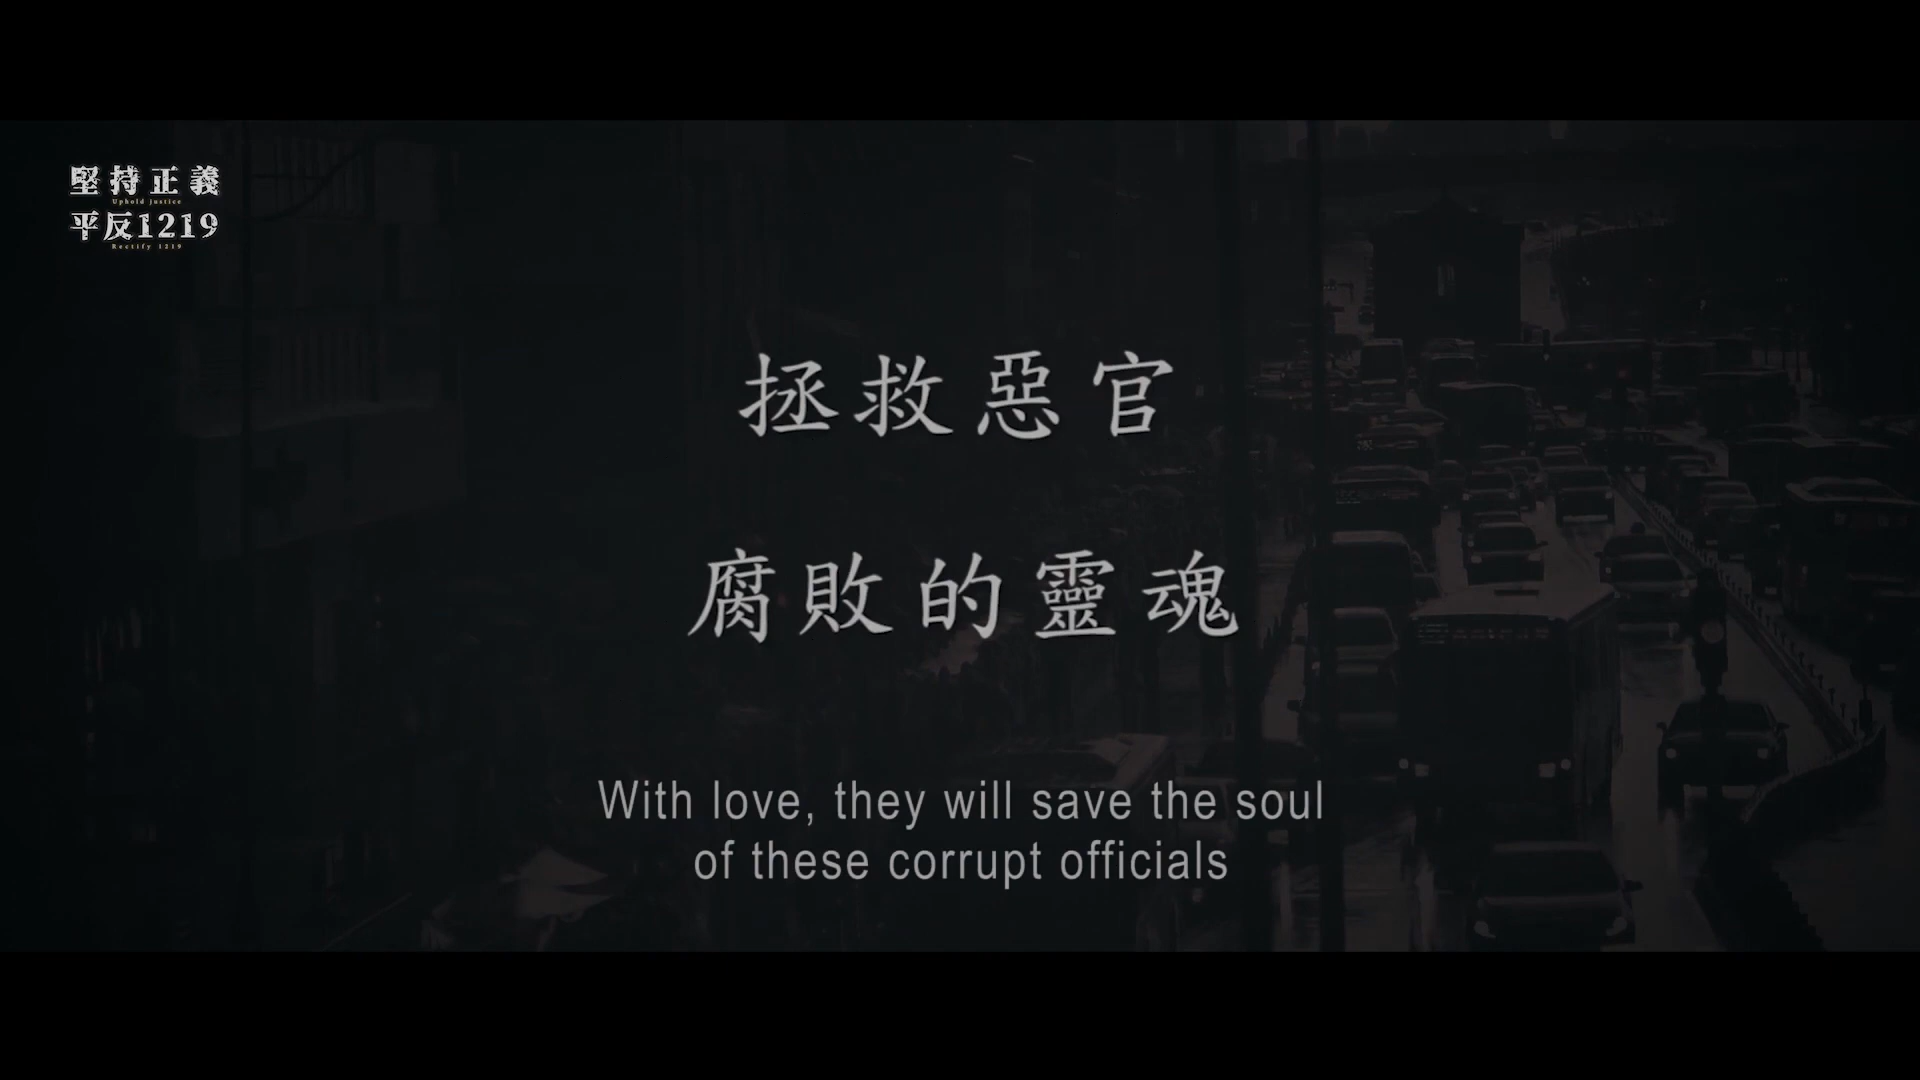 堅持正義
Uphold justice
平反1219
Rectify 1219
拯救惡官
腐敗的靈魂
With love, they will save the soul
of these corrupt officials